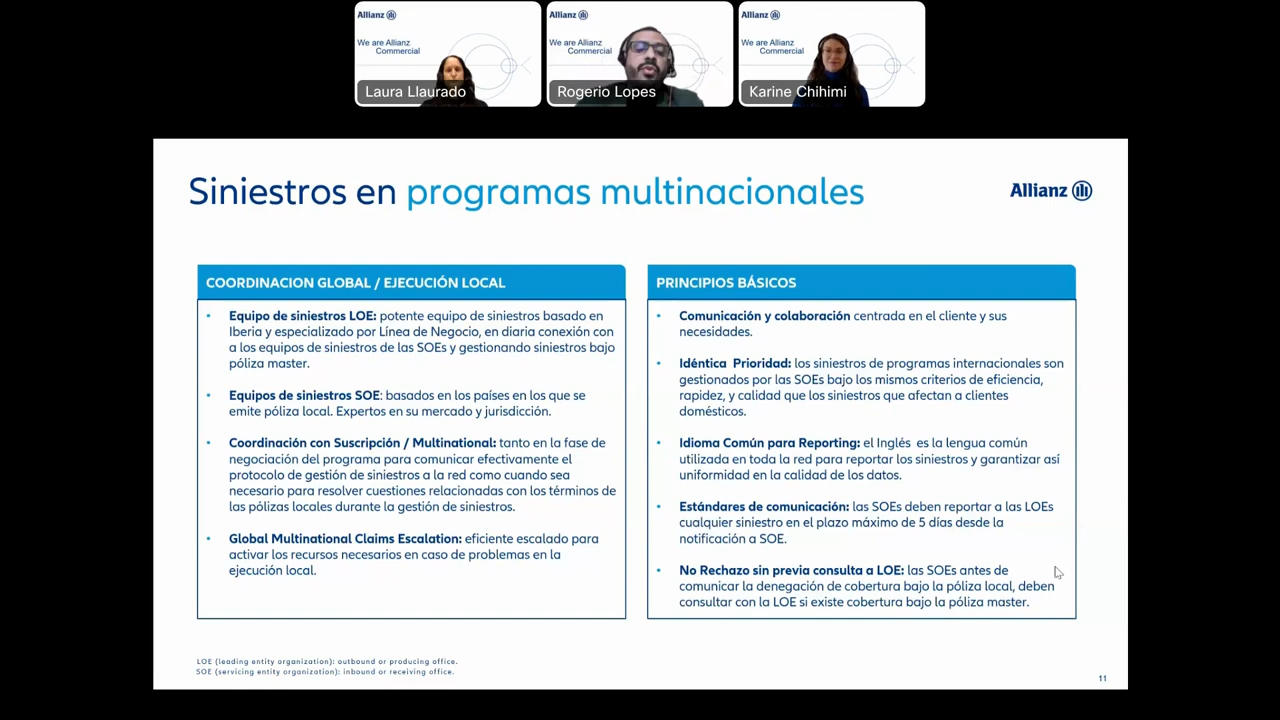 Allianz
We are Allianz
Commercial
Laura Llaurado
Allianz
We are Allianz
Commercial
Rogerio Lopes
Allianz
We are Allianz
Commercial
Karine Chihimi
Siniestros en programas multinacionales
Allianz
COORDINACION GLOBAL / EJECUCIÓN LOCAL
• Equipo de siniestros LOE: potente equipo de siniestros basado en
Iberia y especializado por Línea de Negocio, en diaria conexión con
a los equipos de siniestros de las SOEs y gestionando siniestros bajo
póliza master.
• Equipos de siniestros SOE: basados en los países en los que se
emite póliza local. Expertos en su mercado y jurisdicción.
• Coordinación con Suscripción / Multinational: tanto en la fase de
negociación del programa para comunicar efectivamente el
protocolo de gestión de siniestros a la red como cuando sea
necesario para resolver cuestiones relacionadas con los términos de
las pólizas locales durante la gestión de siniestros.
• Global Multinational Claims Escalation: eficiente escalado para
activar los recursos necesarios en caso de problemas en la
ejecución local.
PRINCIPIOS BÁSICOS
• Comunicación y colaboración centrada en el cliente y sus
necesidades.
• Idéntica Prioridad: los siniestros de programas internacionales son
gestionados por las SOEs bajo los mismos criterios de eficiencia,
rapidez, y calidad que los siniestros que afectan a clientes
domésticos.
• Idioma Común para Reporting: el Inglés es la lengua común
utilizada en toda la red para reportar los siniestros y garantizar así
uniformidad en la calidad de los datos.
• Estándares de comunicación: las SOEs deben reportar a las LOEs
cualquier siniestro en el plazo máximo de 5 días desde la
notificación a SOE.
• No Rechazo sin previa consulta a LOE: las SOEs antes de
comunicar la denegación de cobertura bajo la póliza local, deben
consultar con la LOE si existe cobertura bajo la póliza master.
LOE (leading entity organization): outbound or producing office.
SOE (servicing entity organization): inbound or receiving office.
11